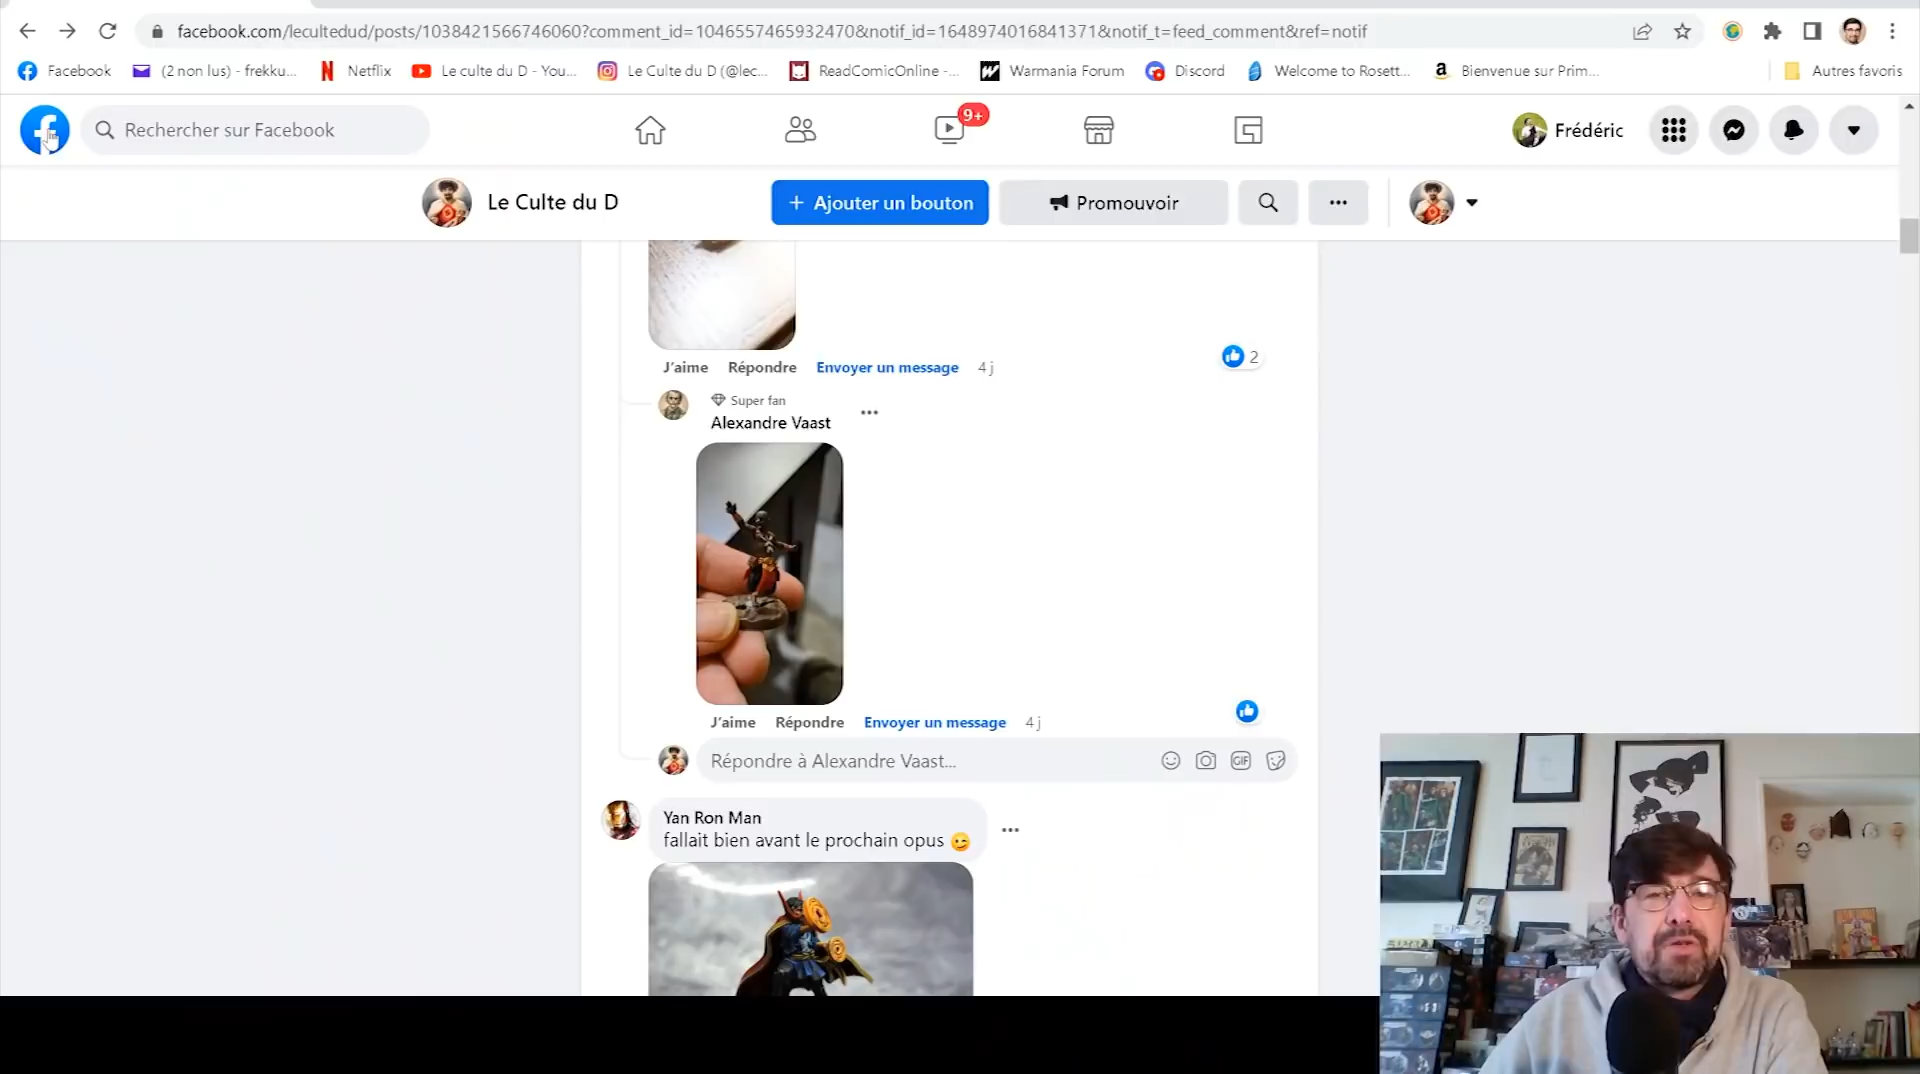 facebook.com/lecultedud/posts/1038421566746060?comment_id=1046557465932470&notif_id=1648974016841371&notif_t=feed_comment&ref=notif
Facebook (2 non lus) - frekku... Netflix Le culte du D - You... Le Culte du D (@lec... ReadComicOnline -... Warmania Forum Discord Welcome to Rosett... Bienvenue sur Prim... Autres favoris
Rechercher sur Facebook 9+ Frédéric
Le Culte du D + Ajouter un bouton Promouvoir
J'aime Répondre Envoyer un message 4 j 2
Super fan
Alexandre Vaast
J'aime Répondre Envoyer un message 4 j
Répondre à Alexandre Vaast... GIF
Yan Ron Man
fallait bien avant le prochain opus 😉